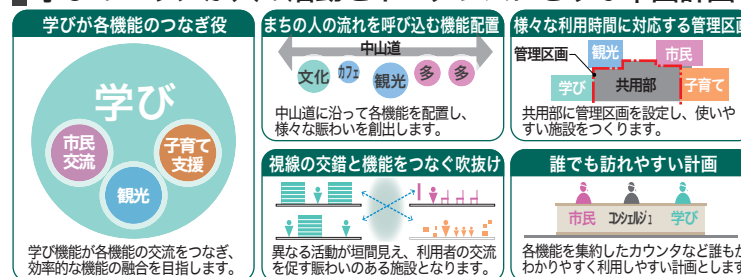 学びが各機能のつなぎ役
学び
市民
交流
子育て
支援
観光
学び機能が各機能の交流をつなぎ、
効率的な機能の融合を目指します。
まちの人の流れを呼び込む機能配置
中山道
文化 カフェ 観光 多 多
中山道に沿って各機能を配置し、
様々な賑わいを創出します。
様々な利用時間に対応する管理区画
管理区画 観光 市民
学び 共用部 子育て
共用部に管理区画を設定し、使いや
すい施設をつくります。
視線の交錯と機能をつなぐ吹抜け
異なる活動が垣間見え、利用者の交流
を促す賑わいのある施設となります。
誰でも訪れやすい計画
市民 コンシェルジュ 学び
各機能を集約したカウンタなど誰もが
わかりやすく利用しやすい計画とします